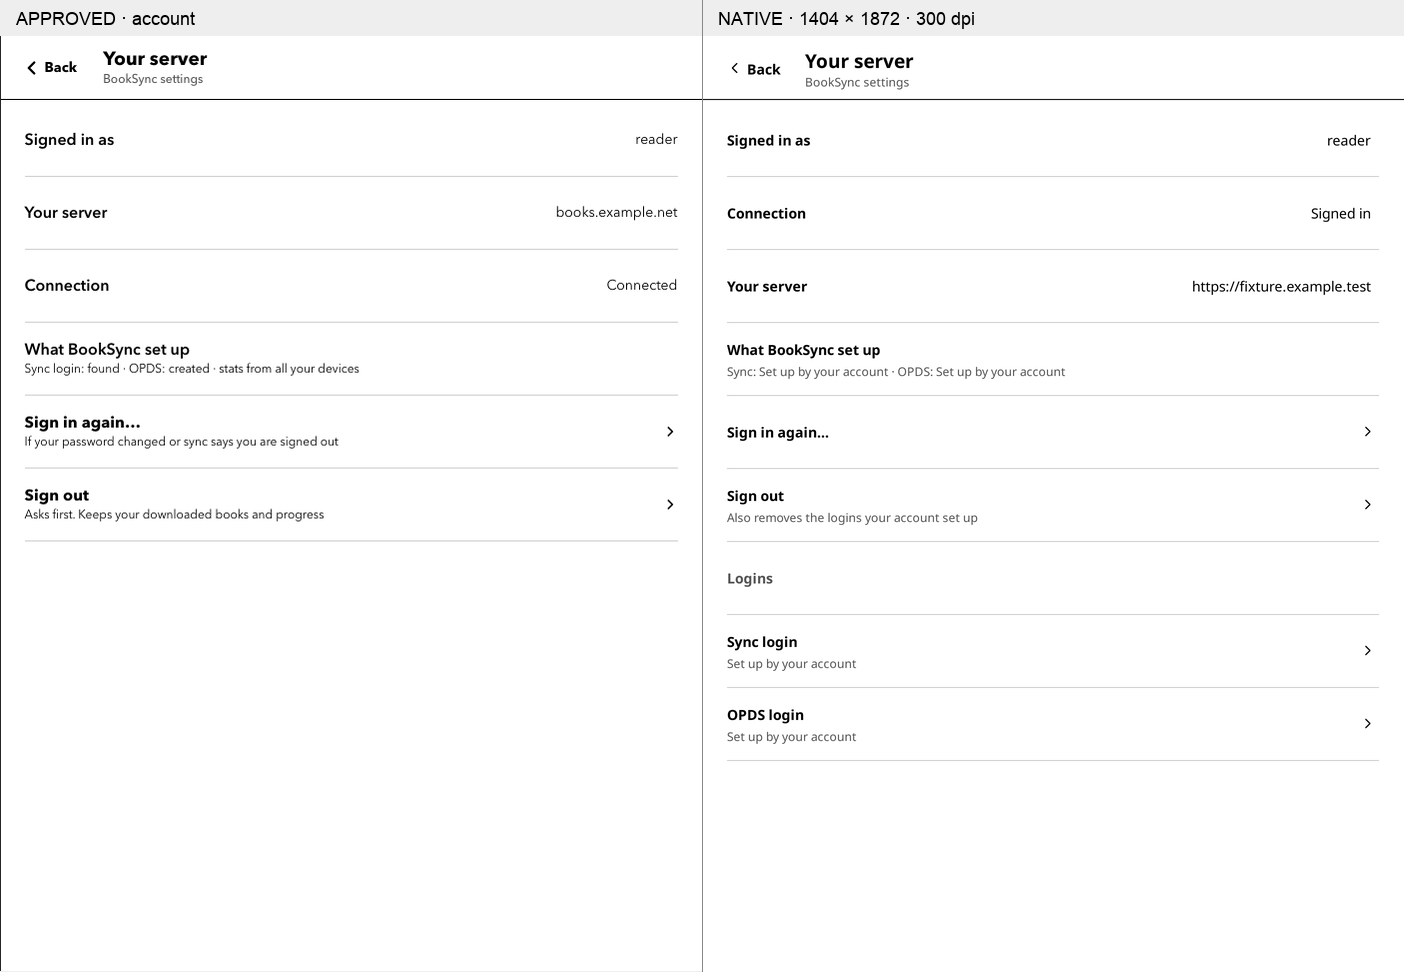 APPROVED · account
Back
Your server
BookSync settings
Signed in as
reader
Your server
books.example.net
Connection
Connected
What BookSync set up
Sync login: found · OPDS: created · stats from all your devices
Sign in again...
If your password changed or sync says you are signed out
Sign out
Asks first. Keeps your downloaded books and progress
NATIVE · 1404 × 1872 · 300 dpi
Back
Your server
BookSync settings
Signed in as
reader
Connection
Signed in
Your server
https://fixture.example.test
What BookSync set up
Sync: Set up by your account · OPDS: Set up by your account
Sign in again...
Sign out
Also removes the logins your account set up
Logins
Sync login
Set up by your account
OPDS login
Set up by your account